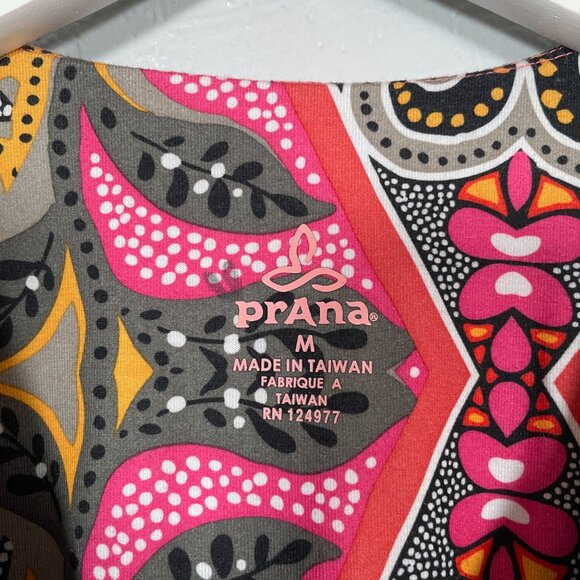 prAna®
M
MADE IN TAIWAN
FABRIQUE A
TAIWAN
RN 124977